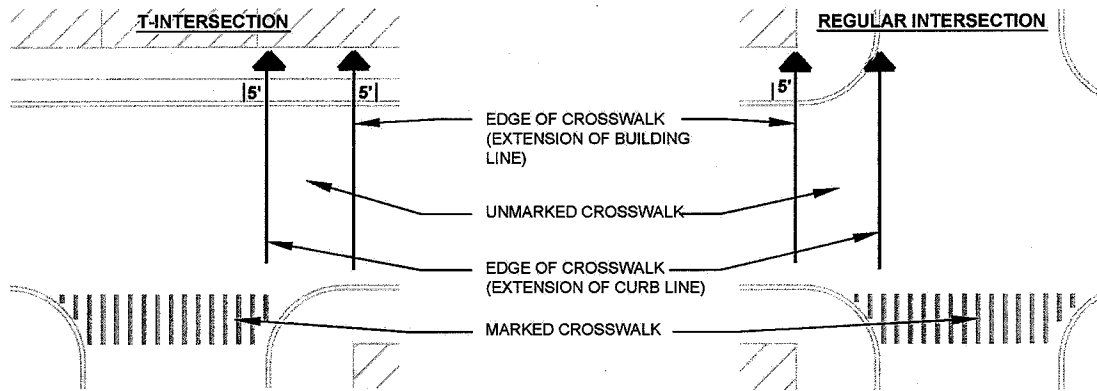 T-INTERSECTION
REGULAR INTERSECTION
|5'
5'|
|5'
EDGE OF CROSSWALK
(EXTENSION OF BUILDING
LINE)
UNMARKED CROSSWALK
EDGE OF CROSSWALK
(EXTENSION OF CURB LINE)
MARKED CROSSWALK